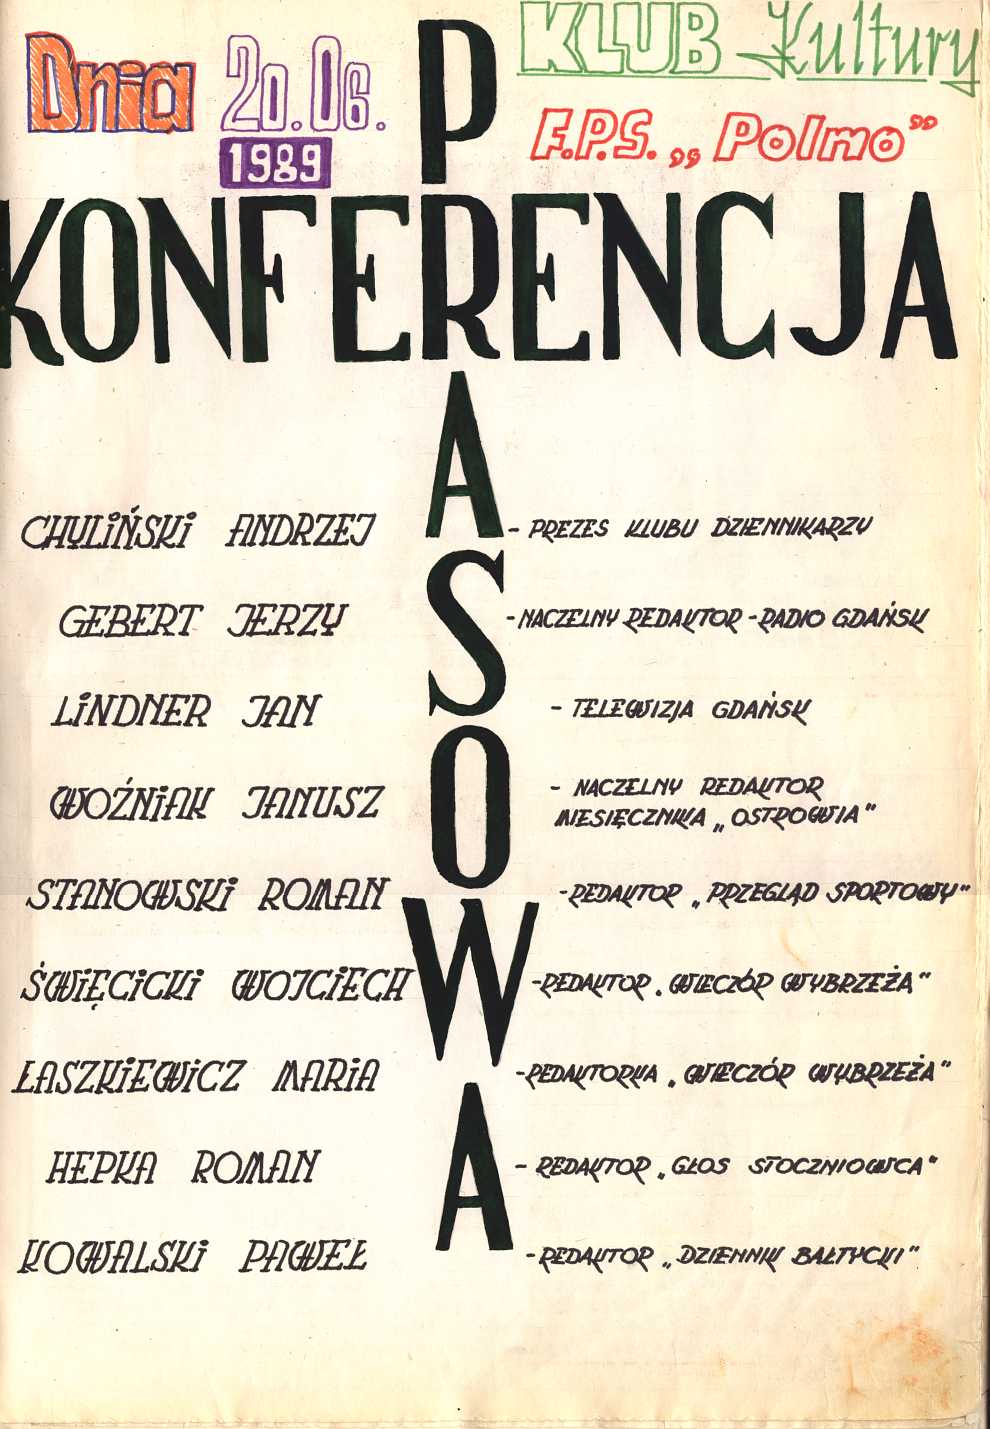 Dnia 20.06.
1989
KLUB Kultury
F.P.S. „Polmo”
KONFERENCJA
PRASOWA
CHYLIŃSKI ANDRZEJ - PREZES KLUBU DZIENNIKARZY
GEBERT JERZY - NACZELNY REDAKTOR - RADIO GDAŃSK
LINDNER JAN - TELEWIZJA GDAŃSK
WOŹNIAK JANUSZ - NACZELNY REDAKTOR
MIESIĘCZNIKA „OSTROWIA"
STANOWSKI ROMAN - REDAKTOR „PRZEGLĄD SPORTOWY"
ŚWIĘCICKI WOJCIECH - REDAKTOR „WIECZÓR WYBRZEŻA"
ŁASZKIEWICZ MARIA - REDAKTORKA „WIECZÓR WYBRZEŻA"
HEPKA ROMAN - REDAKTOR „GŁOS STOCZNIOWCA"
KOWALSKI PAWEŁ - REDAKTOR „DZIENNIK BAŁTYCKI"